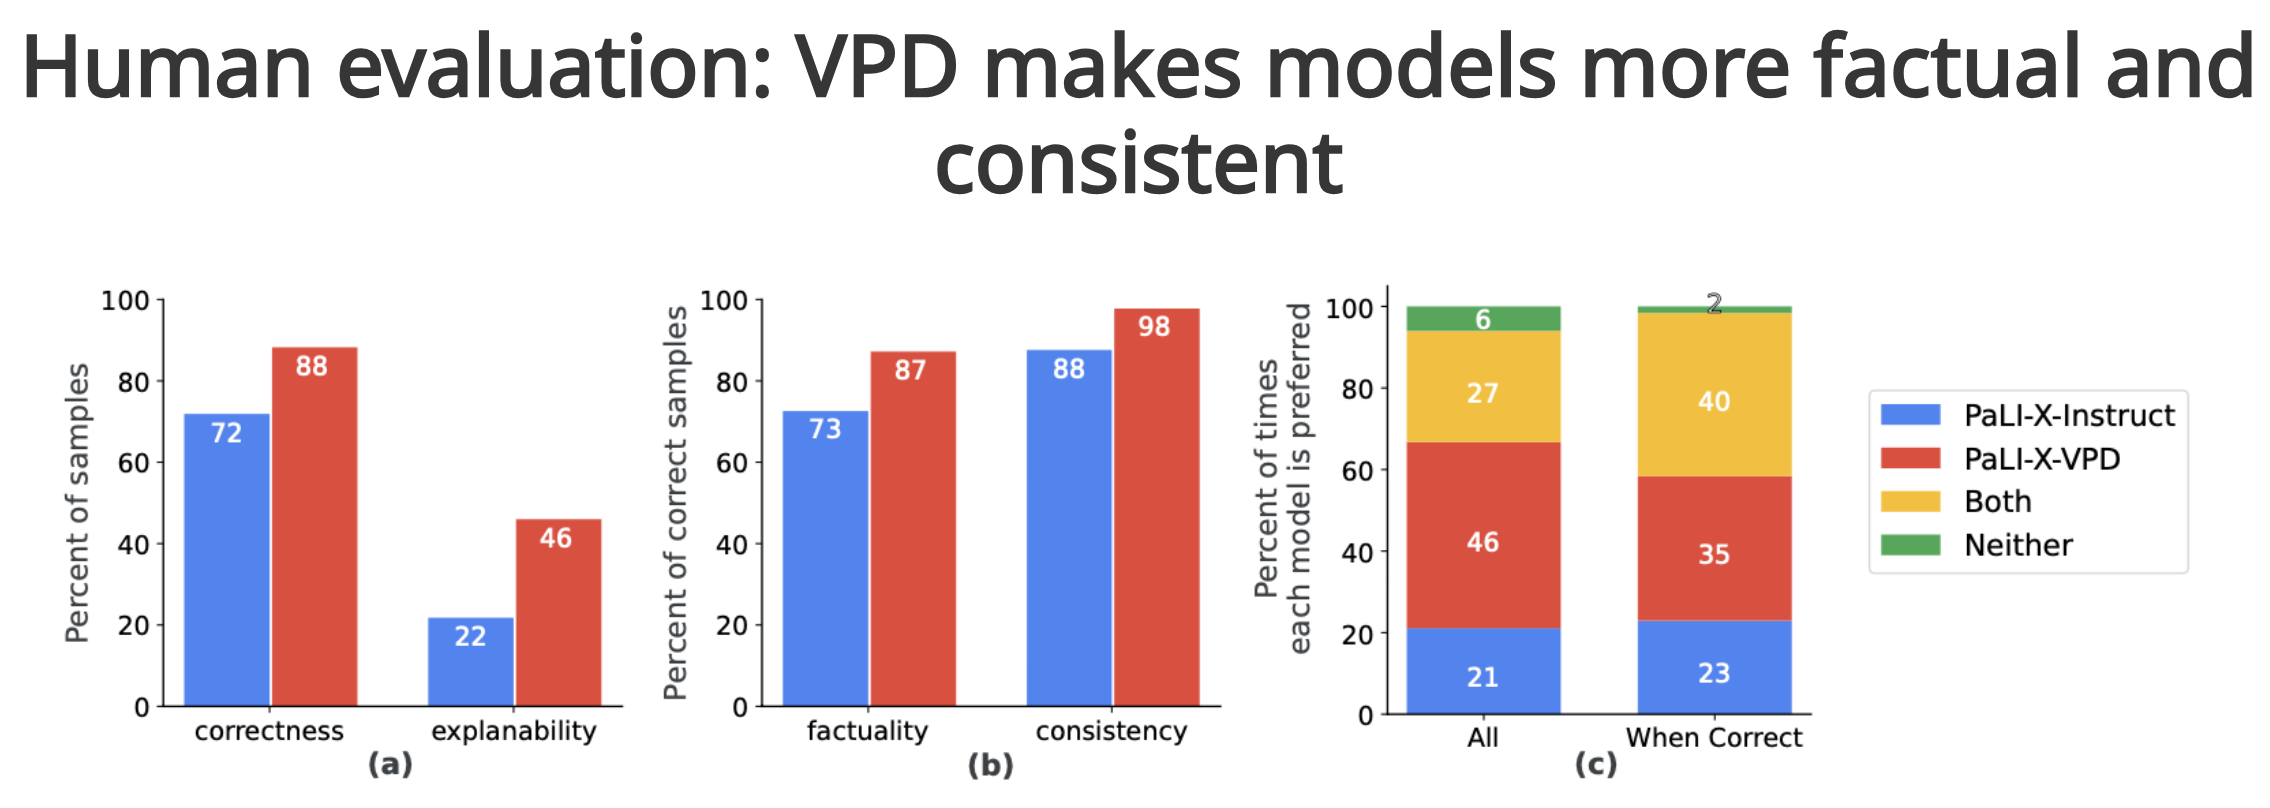 Human evaluation: VPD makes models more factual and
consistent
Percent of samples
100
80
60
40
20
0
72
88
22
46
correctness
explanability
(a)
Percent of correct samples
100
80
60
40
20
0
73
87
88
98
factuality
consistency
(b)
Percent of times
each model is preferred
100
80
60
40
20
0
6
27
46
21
2
40
35
23
All
When Correct
(c)
PaLI-X-Instruct
PaLI-X-VPD
Both
Neither